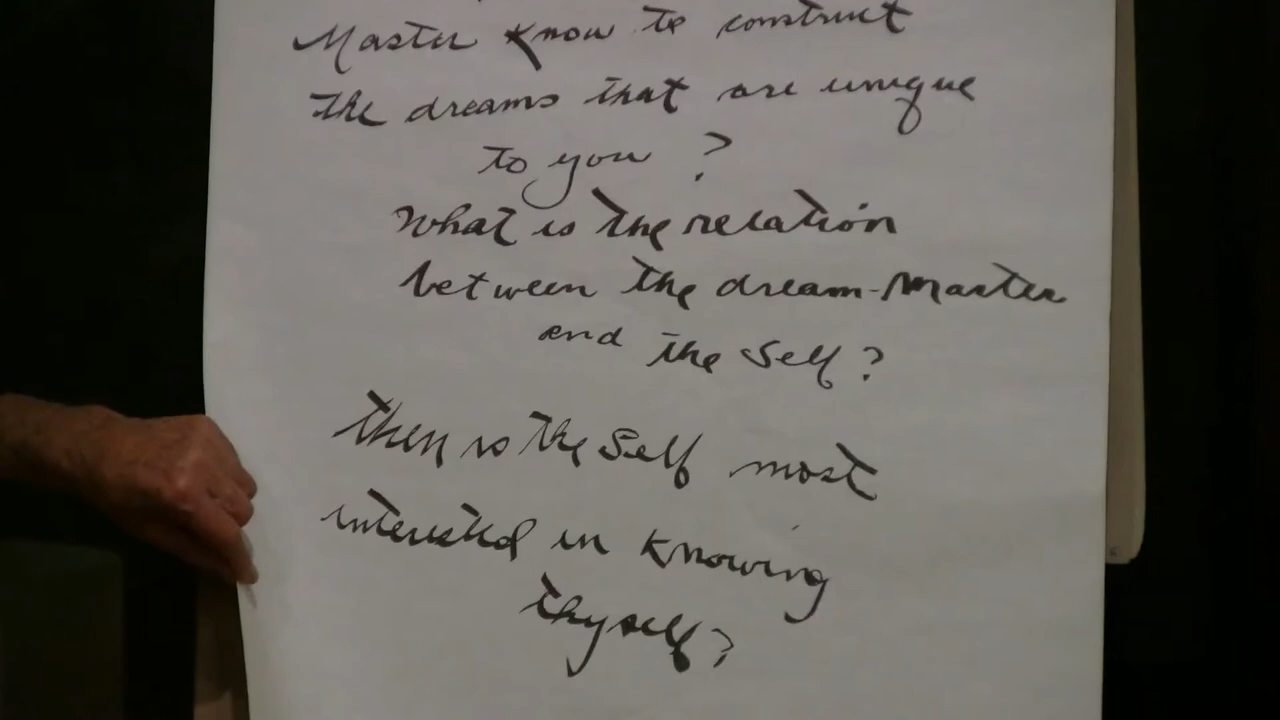 Master know to construct
the dreams that are unique
to you ?
What is the relation
between the dream-Master
and the Self ?
Then is the Self most
interested in knowing
thyself ?